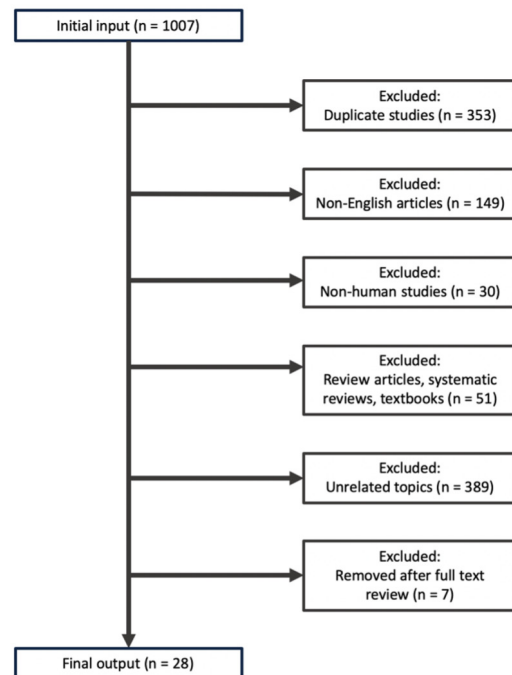 Initial input (n = 1007)
Excluded:
Duplicate studies (n = 353)
Excluded:
Non-English articles (n = 149)
Excluded:
Non-human studies (n = 30)
Excluded:
Review articles, systematic
reviews, textbooks (n = 51)
Excluded:
Unrelated topics (n = 389)
Excluded:
Removed after full text
review (n = 7)
Final output (n = 28)